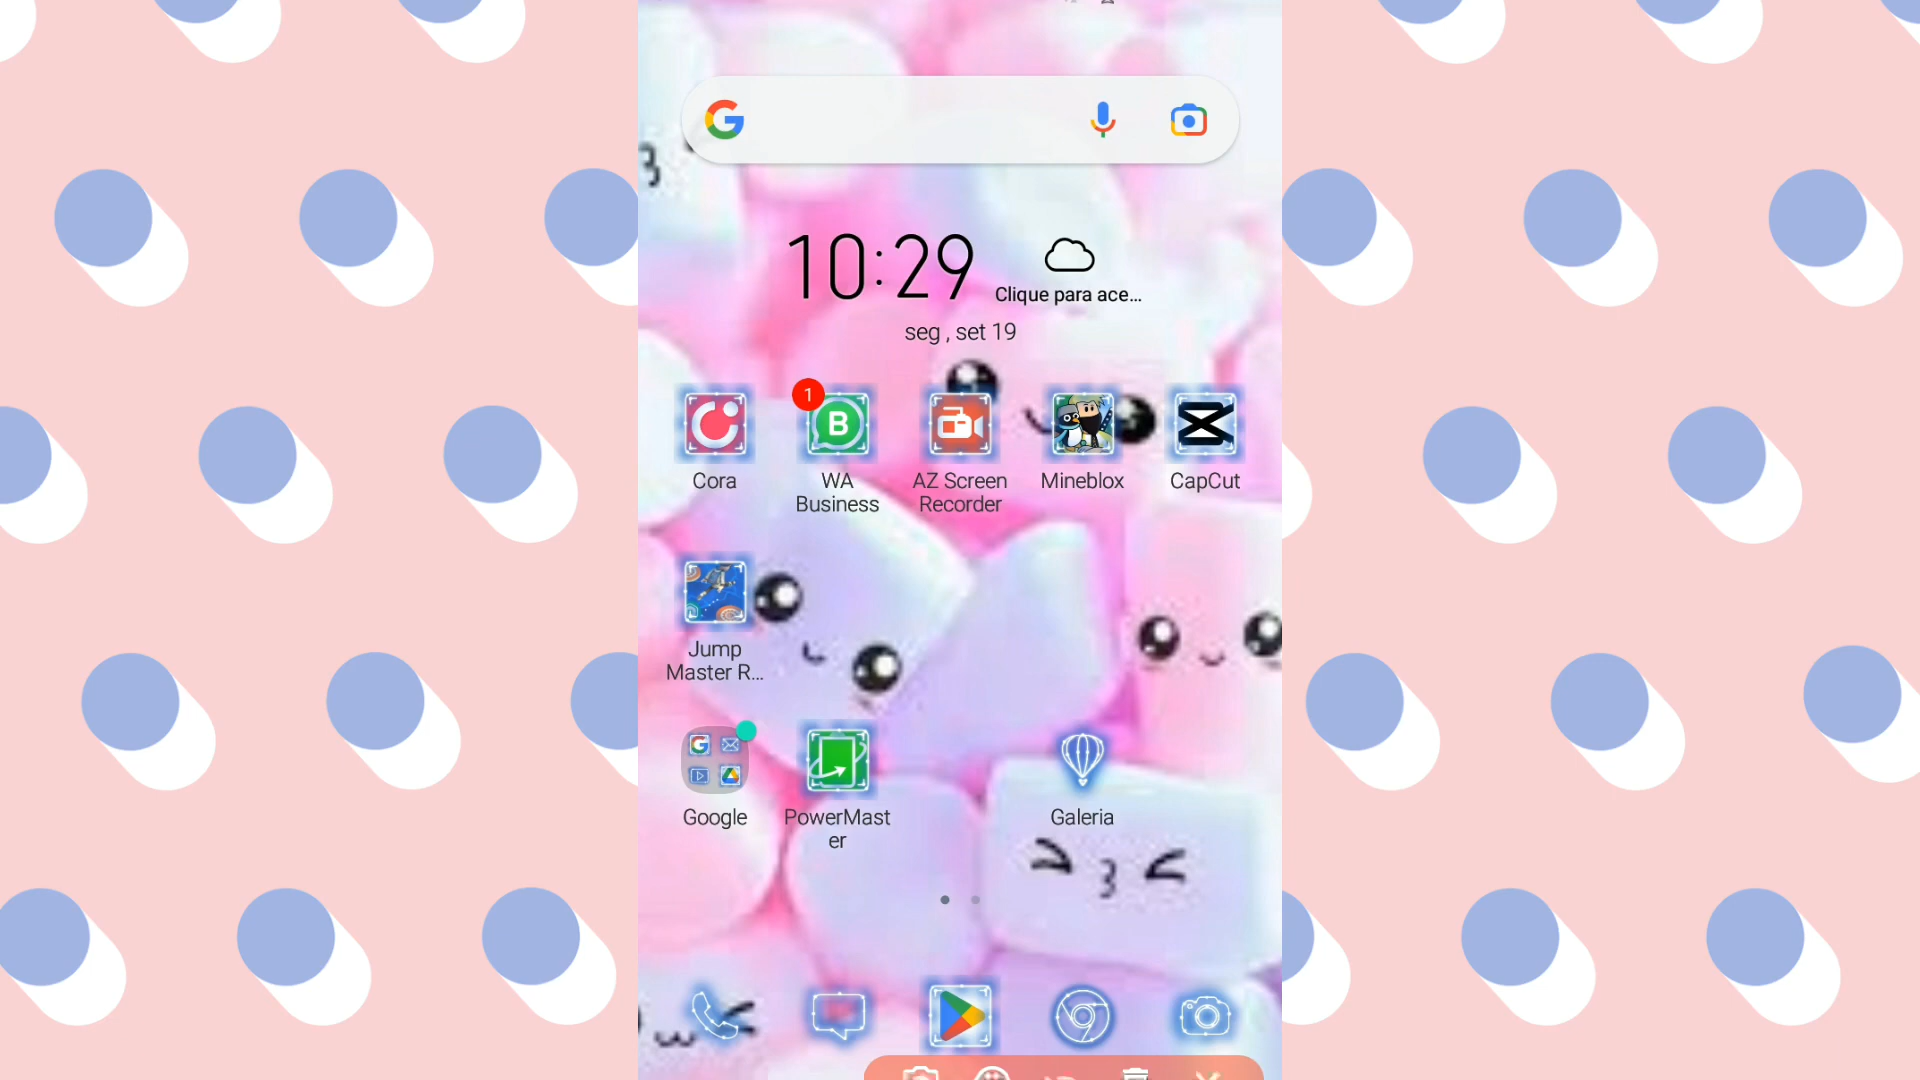 10:29
Clique para ace...
seg , set 19
1
B
Cora
WA
Business
AZ Screen
Recorder
Mineblox
CapCut
Jump
Master R...
Google
PowerMast
er
Galeria